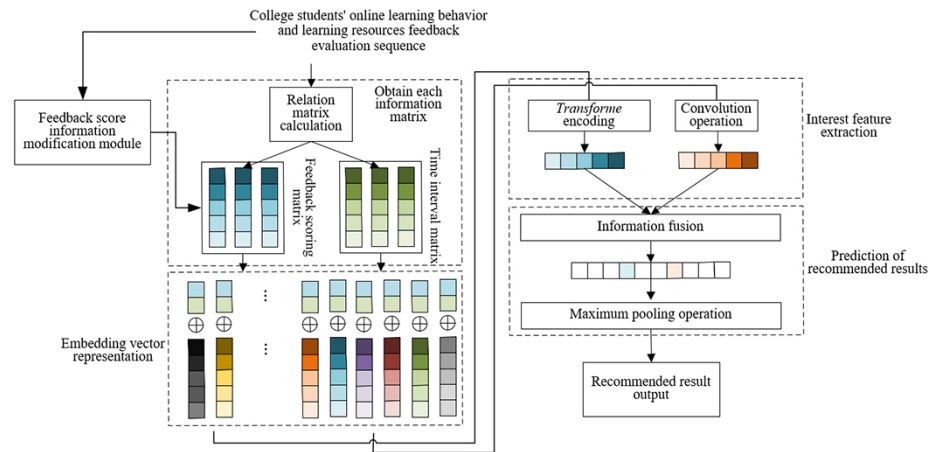 College students' online learning behavior
and learning resources feedback
evaluation sequence
Feedback score
information
modification module
Relation
matrix
calculation
Obtain each
information
matrix
Feedback scoring
matrix
Time interval matrix
Embedding vector
representation
...
...
Transforme
encoding
Convolution
operation
Interest feature
extraction
Information fusion
Prediction of
recommended results
Maximum pooling operation
Recommended result
output